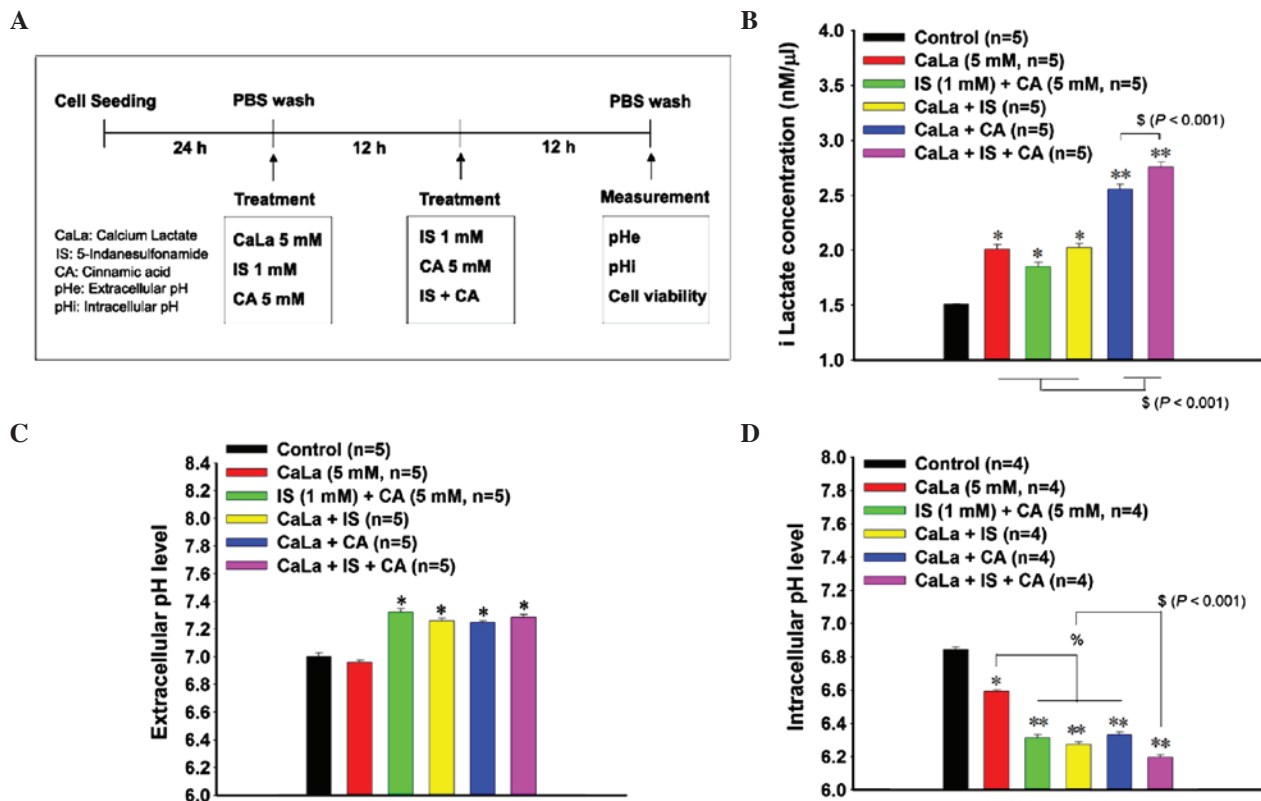 A
Cell Seeding
PBS wash
PBS wash
24 h
12 h
12 h
Treatment
Treatment
Measurement
CaLa: Calcium Lactate
IS: 5-Indanesulfonamide
CA: Cinnamic acid
pHe: Extracellular pH
pHi: Intracellular pH
CaLa 5 mM
IS 1 mM
CA 5 mM
IS 1 mM
CA 5 mM
IS + CA
pHe
pHi
Cell viability
B
Control (n=5)
CaLa (5 mM, n=5)
IS (1 mM) + CA (5 mM, n=5)
CaLa + IS (n=5)
CaLa + CA (n=5)
CaLa + IS + CA (n=5)
$ (P < 0.001)
i Lactate concentration (nM/µl)
4.0
3.5
3.0
2.5
2.0
1.5
1.0
*
*
*
**
**
$ (P < 0.001)
C
Control (n=5)
CaLa (5 mM, n=5)
IS (1 mM) + CA (5 mM, n=5)
CaLa + IS (n=5)
CaLa + CA (n=5)
CaLa + IS + CA (n=5)
Extracellular pH level
8.4
8.2
8.0
7.8
7.6
7.4
7.2
7.0
6.8
6.6
6.4
6.2
6.0
*
*
*
*
D
Control (n=4)
CaLa (5 mM, n=4)
IS (1 mM) + CA (5 mM, n=4)
CaLa + IS (n=4)
CaLa + CA (n=4)
CaLa + IS + CA (n=4)
$ (P < 0.001)
%
Intracellular pH level
8.0
7.8
7.6
7.4
7.2
7.0
6.8
6.6
6.4
6.2
6.0
*
**
**
**
**